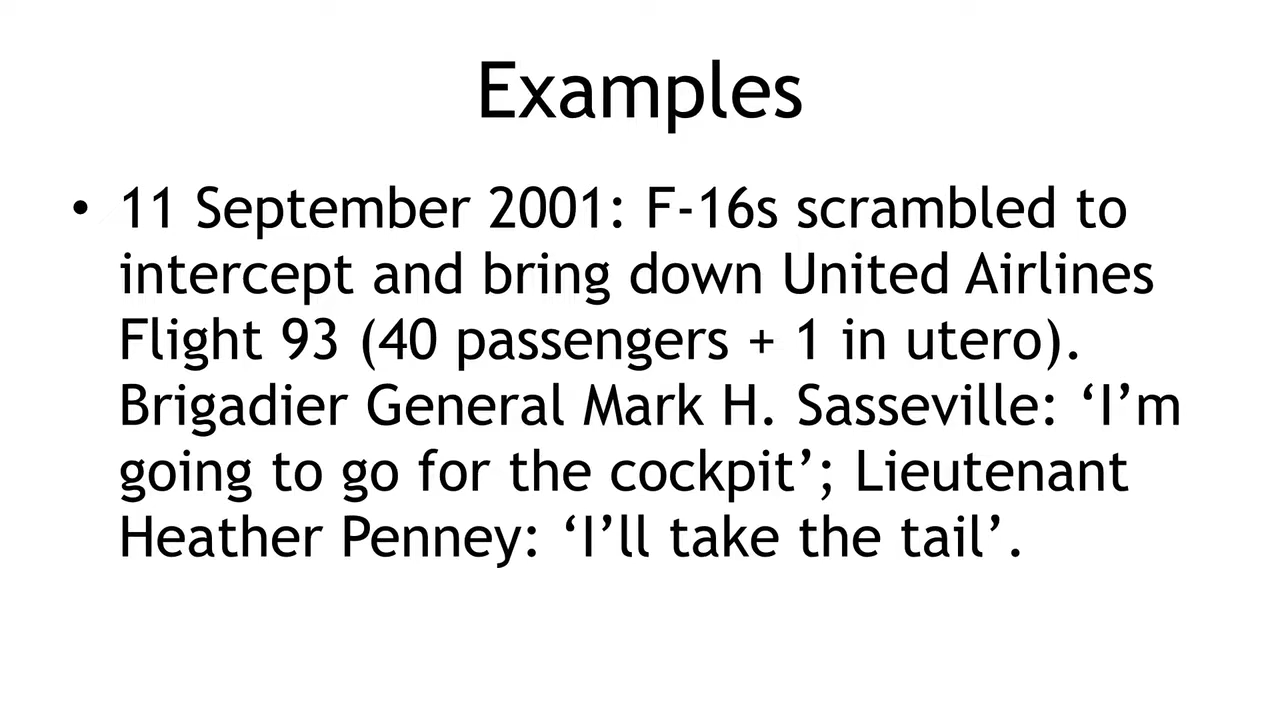 Examples
• 11 September 2001: F-16s scrambled to
intercept and bring down United Airlines
Flight 93 (40 passengers + 1 in utero).
Brigadier General Mark H. Sasseville: ‘I’m
going to go for the cockpit’; Lieutenant
Heather Penney: ‘I’ll take the tail’.